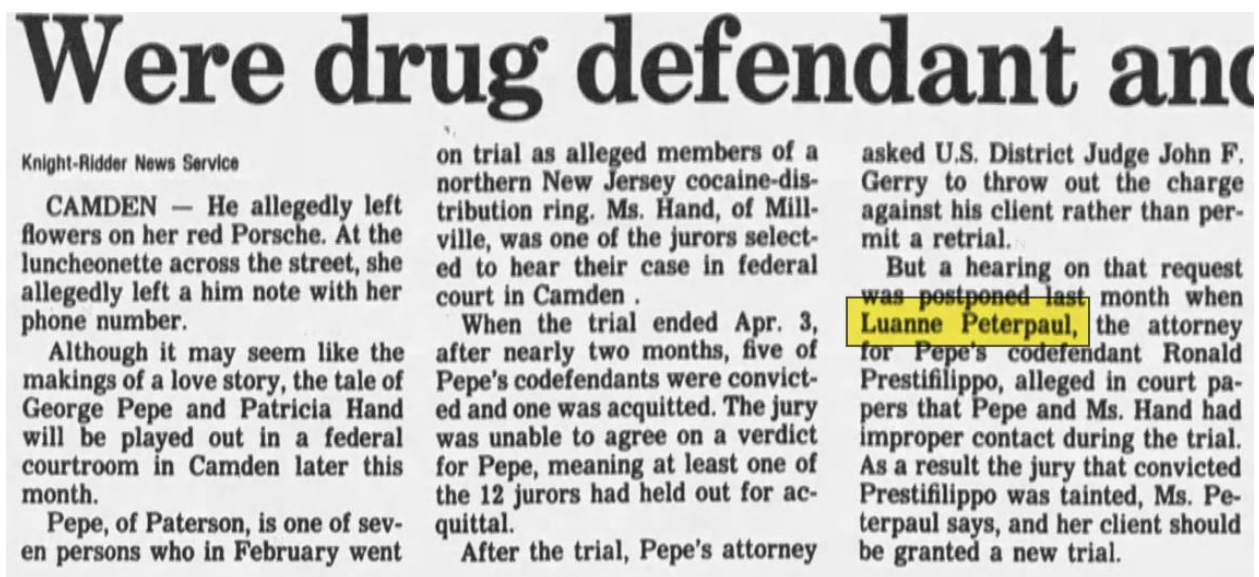 Were drug defendant and
Knight-Ridder News Service
CAMDEN — He allegedly left
flowers on her red Porsche. At the
luncheonette across the street, she
allegedly left a him note with her
phone number.
Although it may seem like the
makings of a love story, the tale of
George Pepe and Patricia Hand
will be played out in a federal
courtroom in Camden later this
month.
Pepe, of Paterson, is one of sev-
en persons who in February went
on trial as alleged members of a
northern New Jersey cocaine-dis-
tribution ring. Ms. Hand, of Mill-
ville, was one of the jurors select-
ed to hear their case in federal
court in Camden .
When the trial ended Apr. 3,
after nearly two months, five of
Pepe's codefendants were convict-
ed and one was acquitted. The jury
was unable to agree on a verdict
for Pepe, meaning at least one of
the 12 jurors had held out for ac-
quittal.
After the trial, Pepe's attorney
asked U.S. District Judge John F.
Gerry to throw out the charge
against his client rather than per-
mit a retrial.
But a hearing on that request
was postponed last month when
Luanne Peterpaul, the attorney
for Pepe's codefendant Ronald
Prestifilippo, alleged in court pa-
pers that Pepe and Ms. Hand had
improper contact during the trial.
As a result the jury that convicted
Prestifilippo was tainted, Ms. Pe-
terpaul says, and her client should
be granted a new trial.